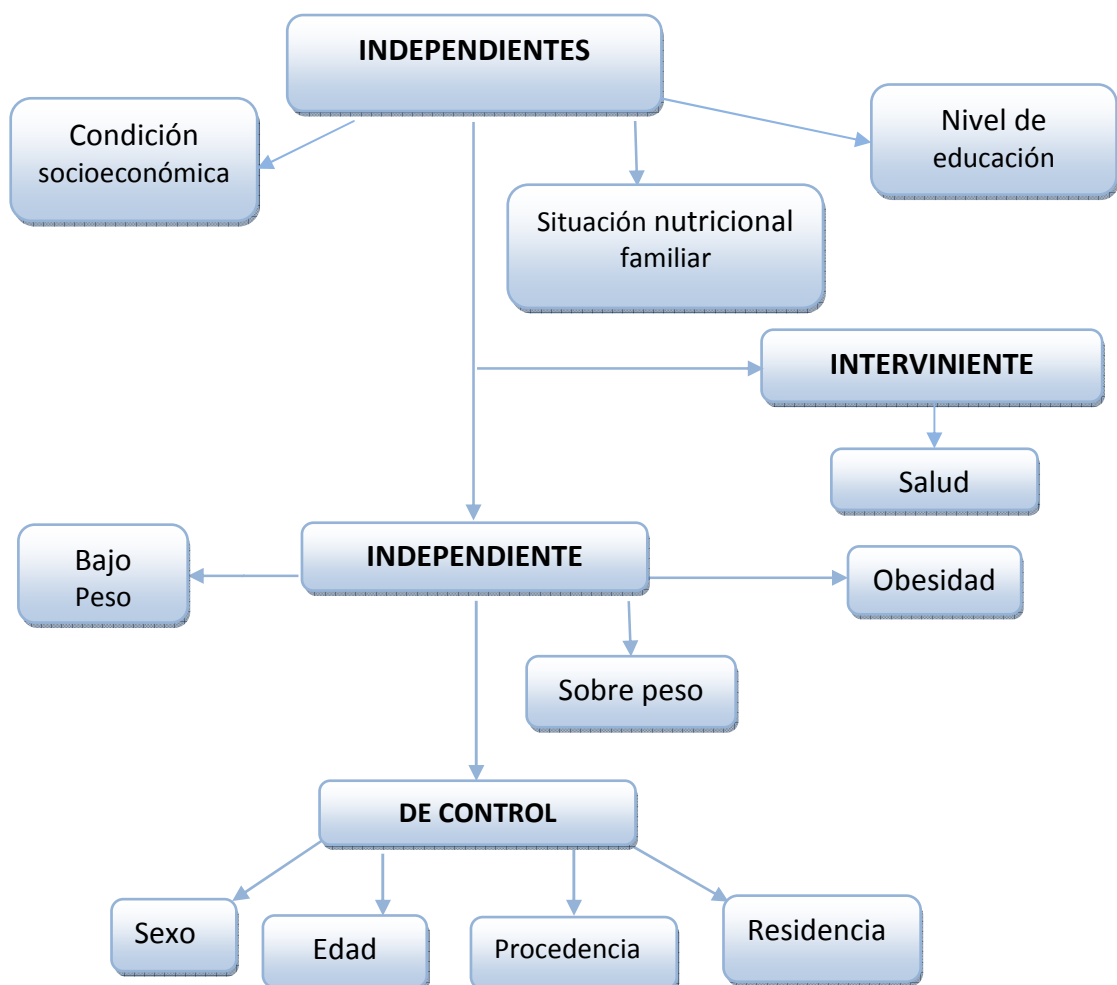 INDEPENDIENTES
Condición
socioeconómica
Nivel de
educación
Situación nutricional
familiar
INTERVINIENTE
Salud
INDEPENDIENTE
Bajo
Peso
Obesidad
Sobre peso
DE CONTROL
Sexo
Edad
Procedencia
Residencia